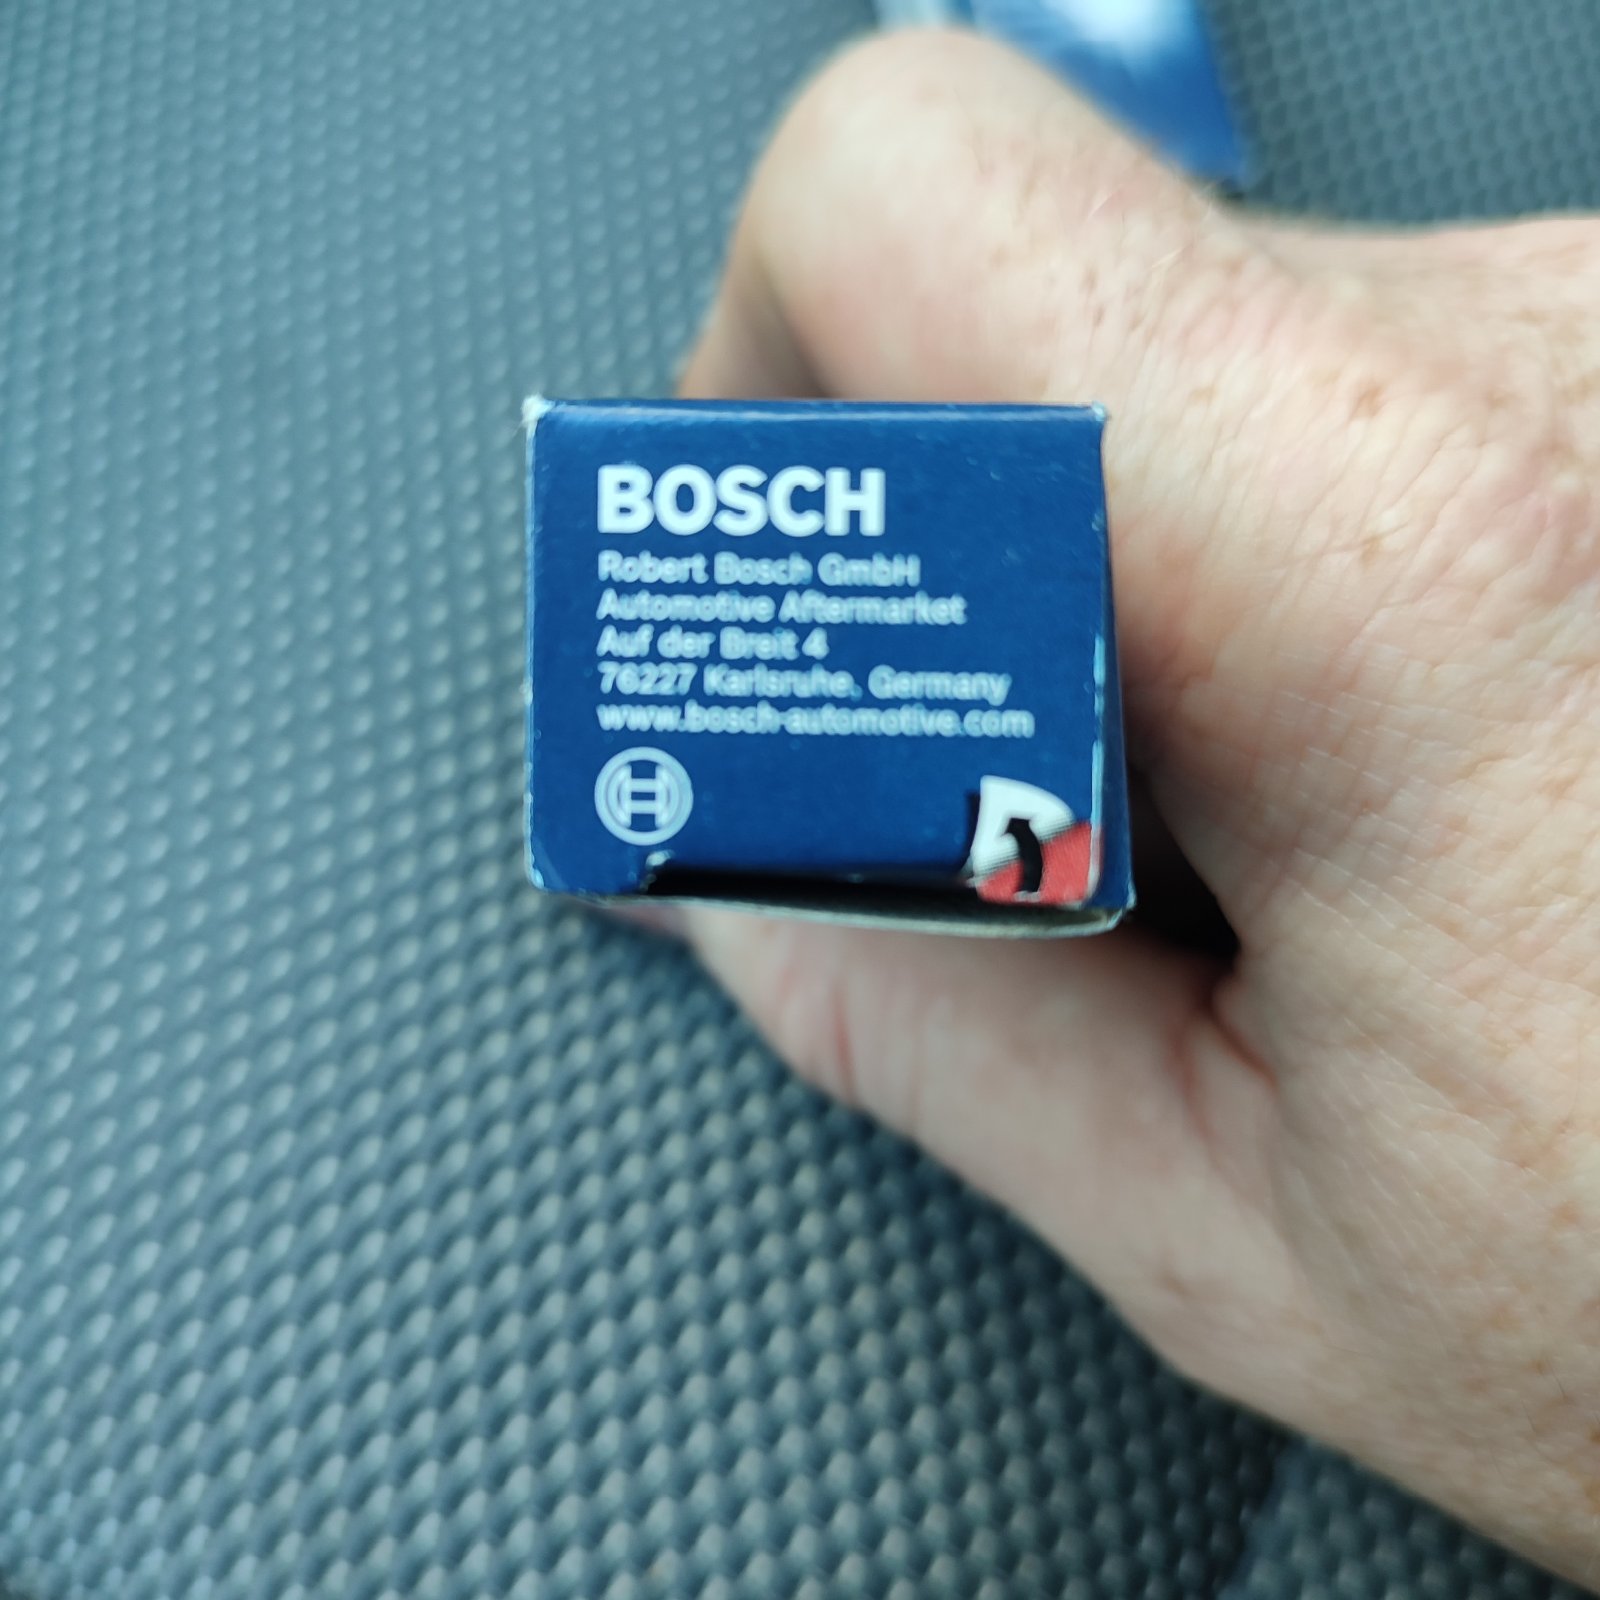 BOSCH
Robert Bosch GmbH
Automotive Aftermarket
Auf der Breit 4
76227 Karlsruhe, Germany
www.bosch-automotive.com